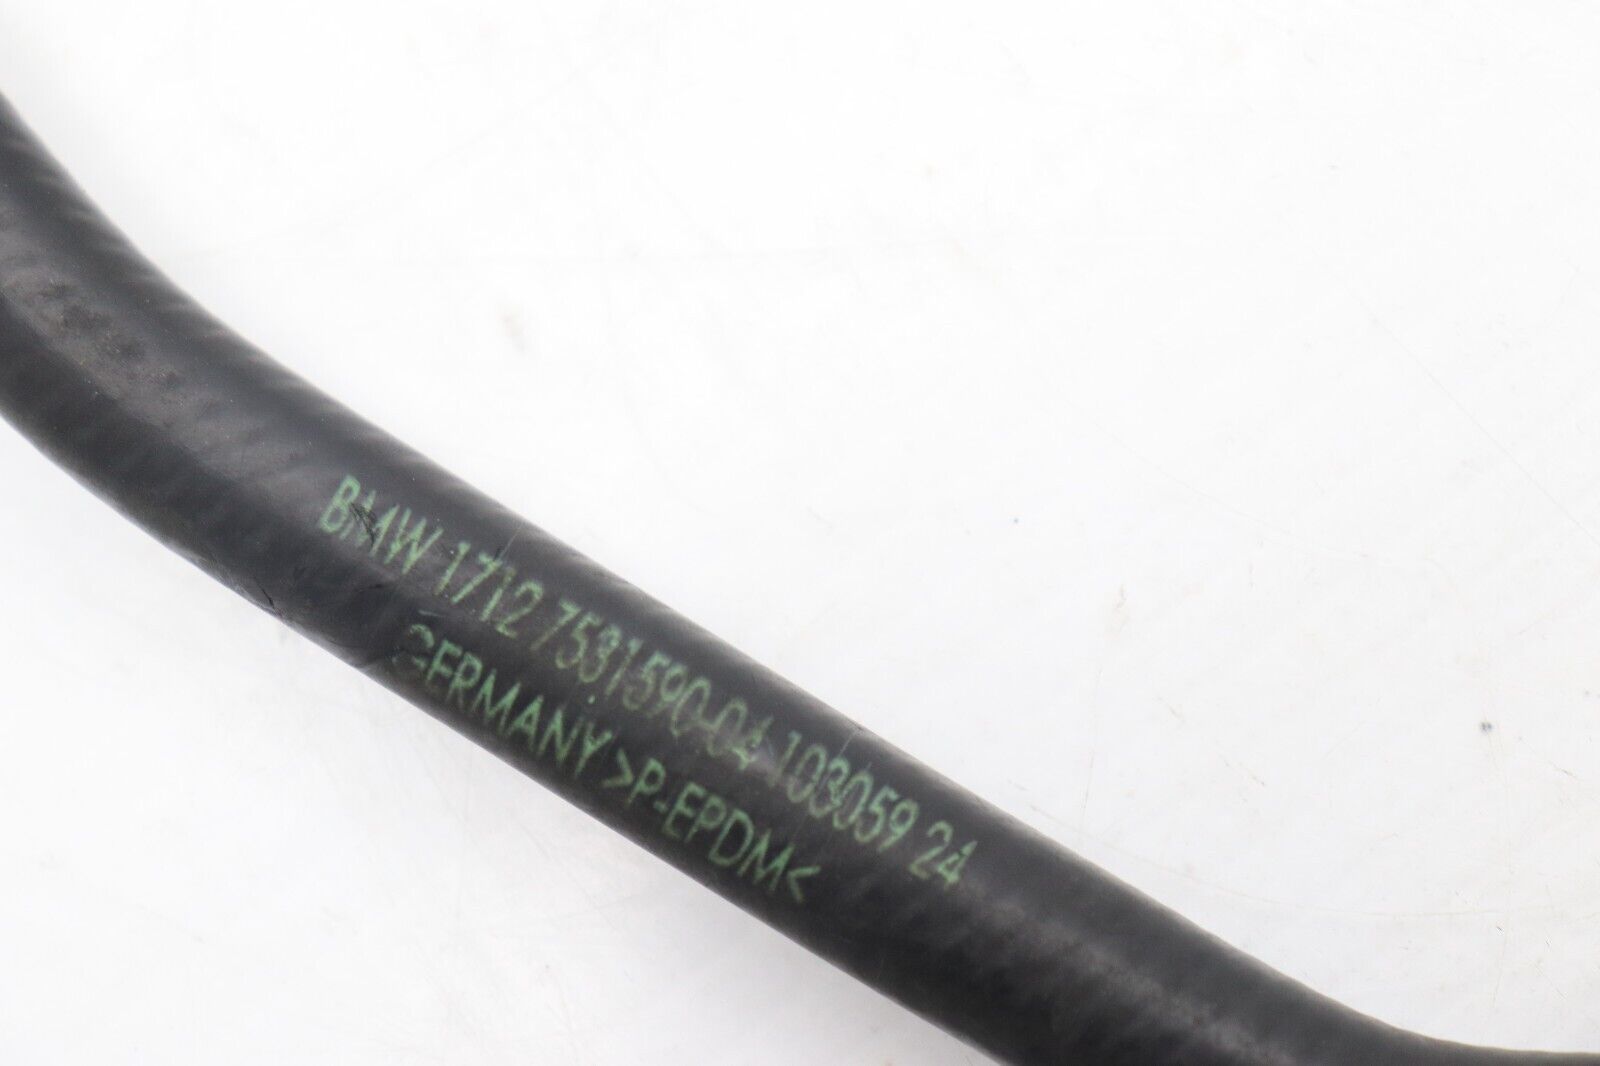 BMW 1712 7531590-04 103059 24
GERMANY >P-EPDM<